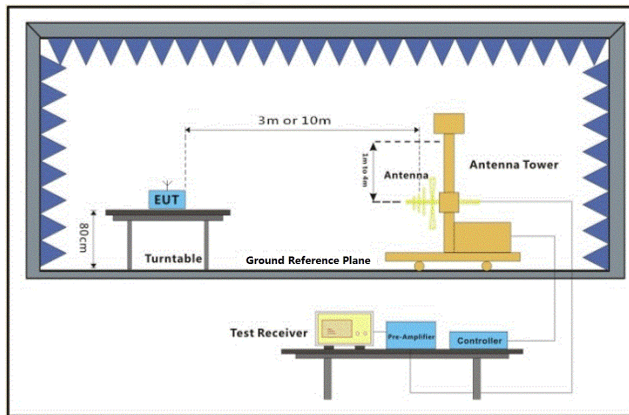 3m or 10m
1m to 4m
Antenna Tower
Antenna
EUT
80cm
Turntable
Ground Reference Plane
Test Receiver
Pre-Amplifier
Controller